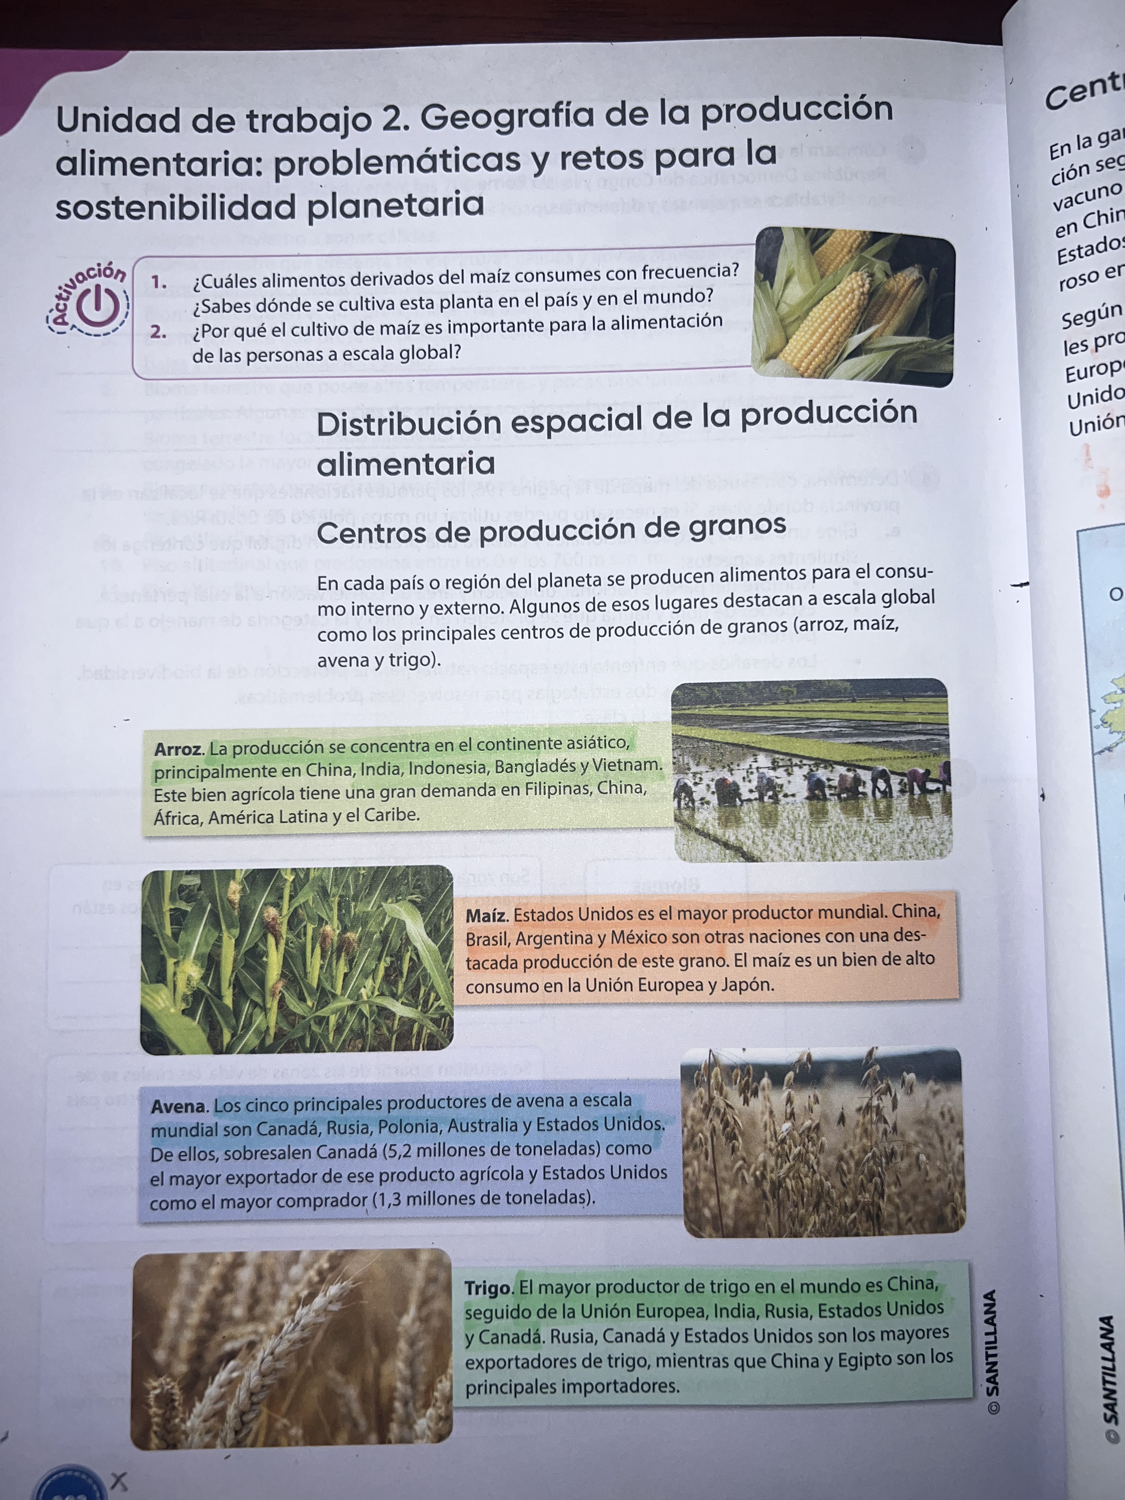 Unidad de trabajo 2. Geografía de la producción
alimentaria: problemáticas y retos para la
sostenibilidad planetaria
Activación
1. ¿Cuáles alimentos derivados del maíz consumes con frecuencia?
¿Sabes dónde se cultiva esta planta en el país y en el mundo?
2. ¿Por qué el cultivo de maíz es importante para la alimentación
de las personas a escala global?
Distribución espacial de la producción
alimentaria
Centros de producción de granos
En cada país o región del planeta se producen alimentos para el consu-
mo interno y externo. Algunos de esos lugares destacan a escala global
como los principales centros de producción de granos (arroz, maíz,
avena y trigo).
Arroz. La producción se concentra en el continente asiático,
principalmente en China, India, Indonesia, Bangladés y Vietnam.
Este bien agrícola tiene una gran demanda en Filipinas, China,
África, América Latina y el Caribe.
Maíz. Estados Unidos es el mayor productor mundial. China,
Brasil, Argentina y México son otras naciones con una des-
tacada producción de este grano. El maíz es un bien de alto
consumo en la Unión Europea y Japón.
Avena. Los cinco principales productores de avena a escala
mundial son Canadá, Rusia, Polonia, Australia y Estados Unidos.
De ellos, sobresalen Canadá (5,2 millones de toneladas) como
el mayor exportador de ese producto agrícola y Estados Unidos
como el mayor comprador (1,3 millones de toneladas).
Trigo. El mayor productor de trigo en el mundo es China,
seguido de la Unión Europea, India, Rusia, Estados Unidos
y Canadá. Rusia, Canadá y Estados Unidos son los mayores
exportadores de trigo, mientras que China y Egipto son los
principales importadores.
© SANTILLANA
x
Cent
En la ga
ción seg
vacuno
en Chin
Estados
roso en
Según
les pro
Europ
Unido
Unión
O
© SANTILLANA